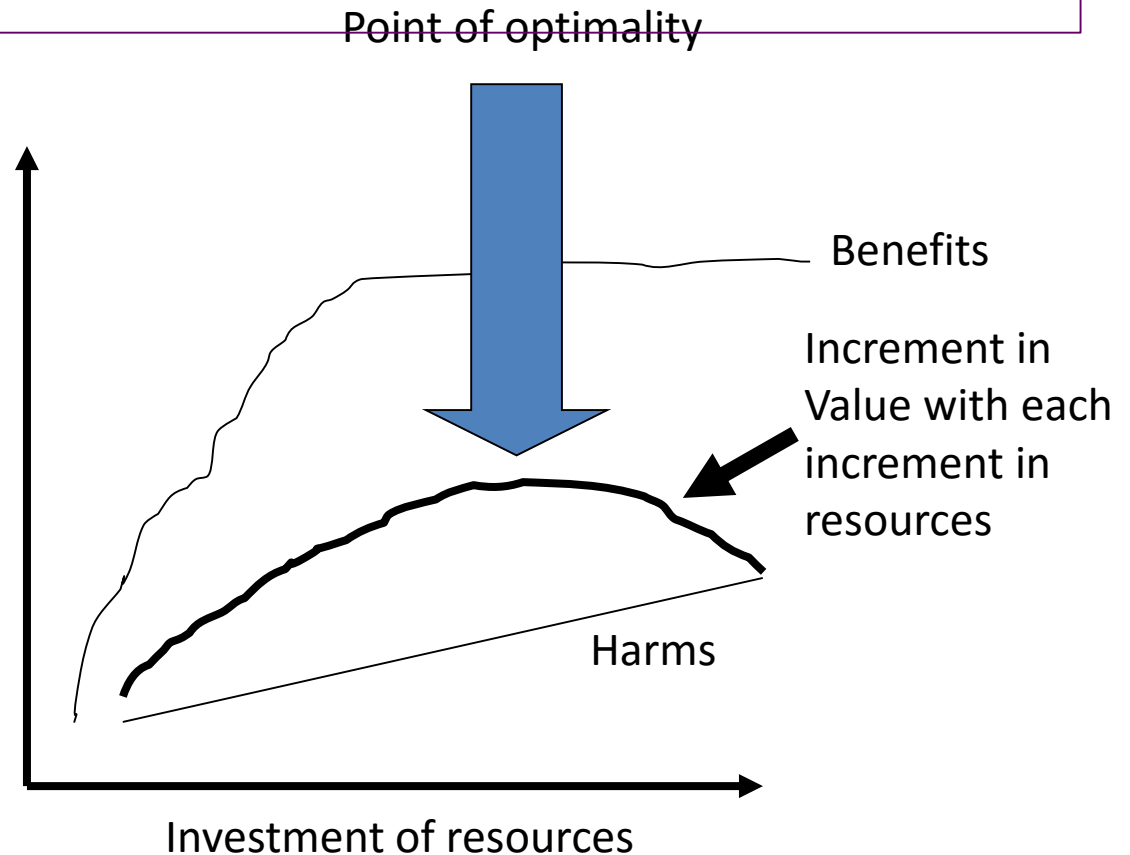 Point of optimality
Benefits
Increment in
Value with each
increment in
resources
Harms
Investment of resources